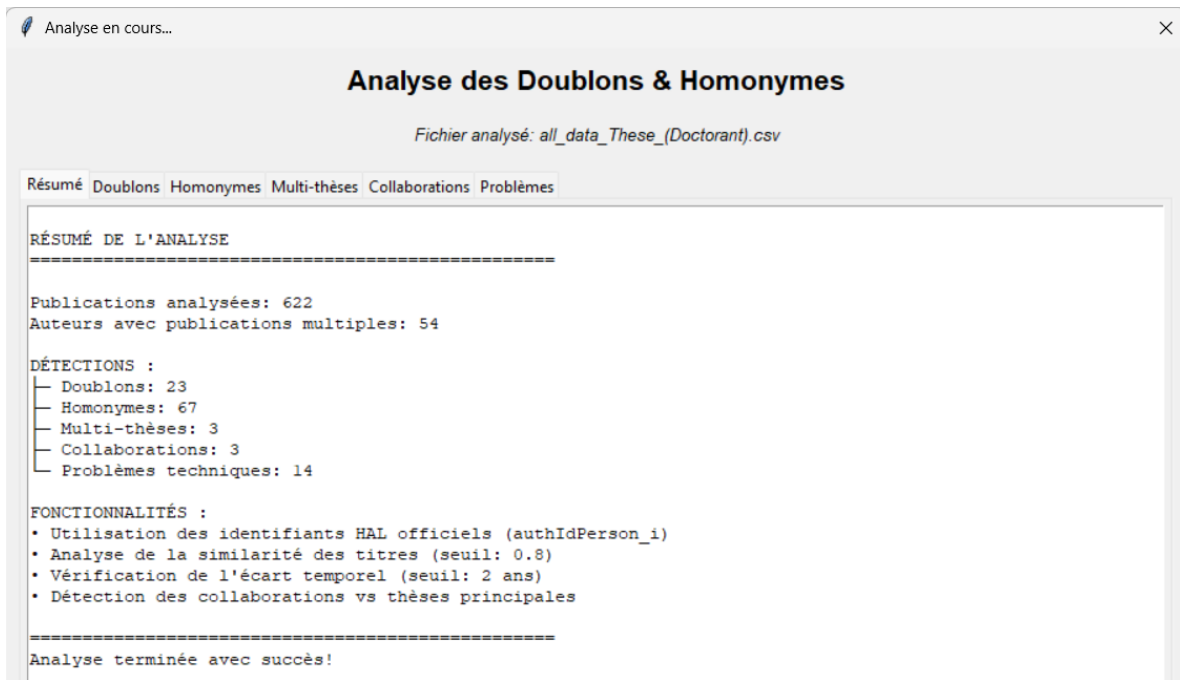 Analyse en cours...
Analyse des Doublons & Homonymes
Fichier analysé: all_data_These_(Doctorant).csv
Résumé Doublons Homonymes Multi-thèses Collaborations Problèmes
RÉSUMÉ DE L'ANALYSE
==================================================
Publications analysées: 622
Auteurs avec publications multiples: 54
DÉTECTIONS :
├─ Doublons: 23
├─ Homonymes: 67
├─ Multi-thèses: 3
├─ Collaborations: 3
└─ Problèmes techniques: 14
FONCTIONNALITÉS :
• Utilisation des identifiants HAL officiels (authIdPerson_i)
• Analyse de la similarité des titres (seuil: 0.8)
• Vérification de l'écart temporel (seuil: 2 ans)
• Détection des collaborations vs thèses principales
==================================================
Analyse terminée avec succès!